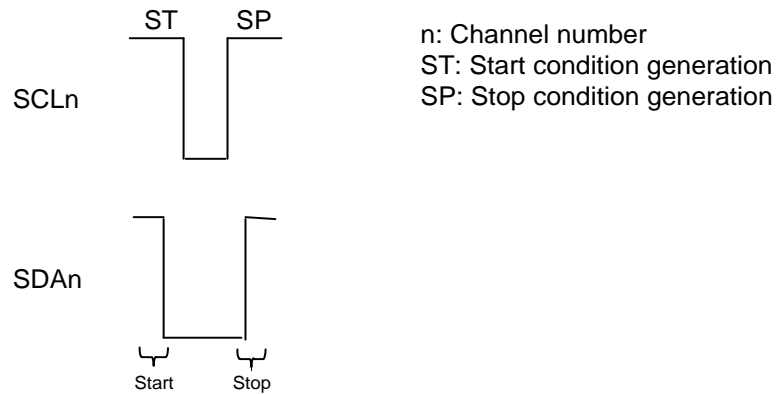 ST SP
SCLn
n: Channel number
ST: Start condition generation
SP: Stop condition generation
SDAn
Start Stop